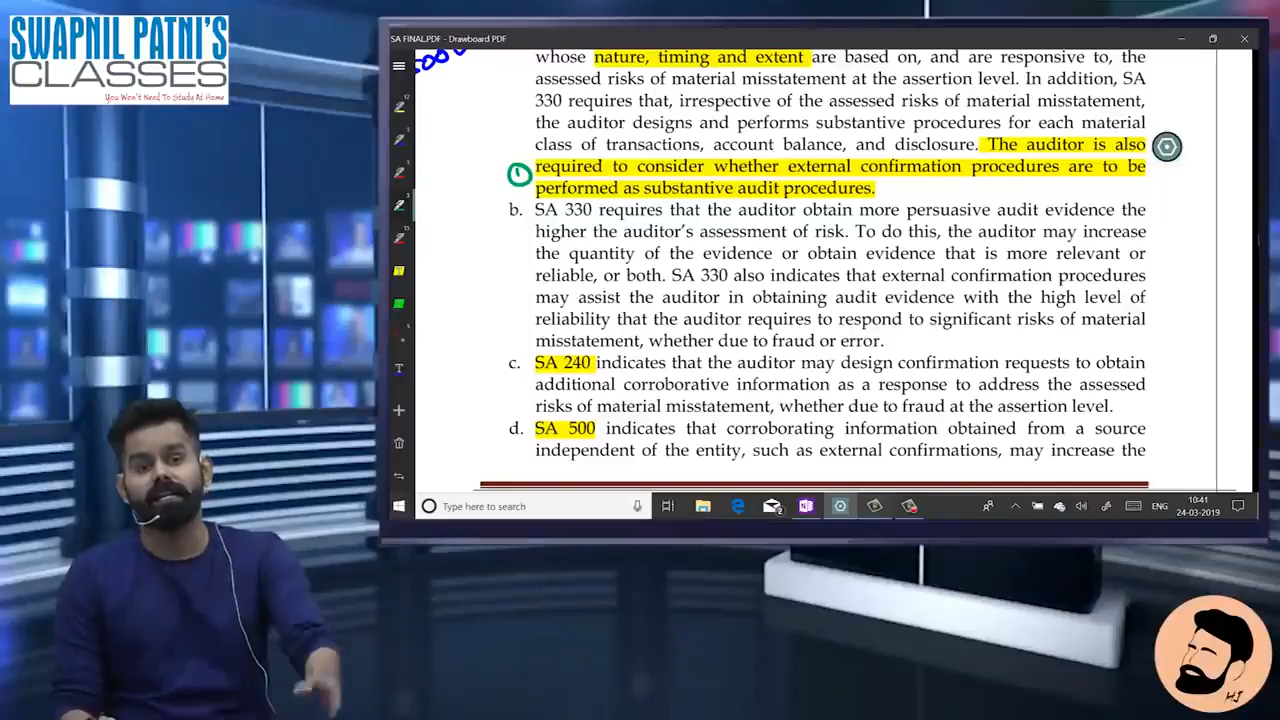 SWAPNIL PATNI'S
CLASSES
You Won't Need To Study At Home
SA FINAL.PDF - Drawboard PDF
whose nature, timing and extent are based on, and are responsive to, the
assessed risks of material misstatement at the assertion level. In addition, SA
330 requires that, irrespective of the assessed risks of material misstatement,
the auditor designs and performs substantive procedures for each material
class of transactions, account balance, and disclosure. The auditor is also
required to consider whether external confirmation procedures are to be
performed as substantive audit procedures.
b. SA 330 requires that the auditor obtain more persuasive audit evidence the
higher the auditor's assessment of risk. To do this, the auditor may increase
the quantity of the evidence or obtain evidence that is more relevant or
reliable, or both. SA 330 also indicates that external confirmation procedures
may assist the auditor in obtaining audit evidence with the high level of
reliability that the auditor requires to respond to significant risks of material
misstatement, whether due to fraud or error.
c. SA 240 indicates that the auditor may design confirmation requests to obtain
additional corroborative information as a response to address the assessed
risks of material misstatement, whether due to fraud at the assertion level.
d. SA 500 indicates that corroborating information obtained from a source
independent of the entity, such as external confirmations, may increase the
Type here to search
ENG
10:41
24-03-2019
HJ